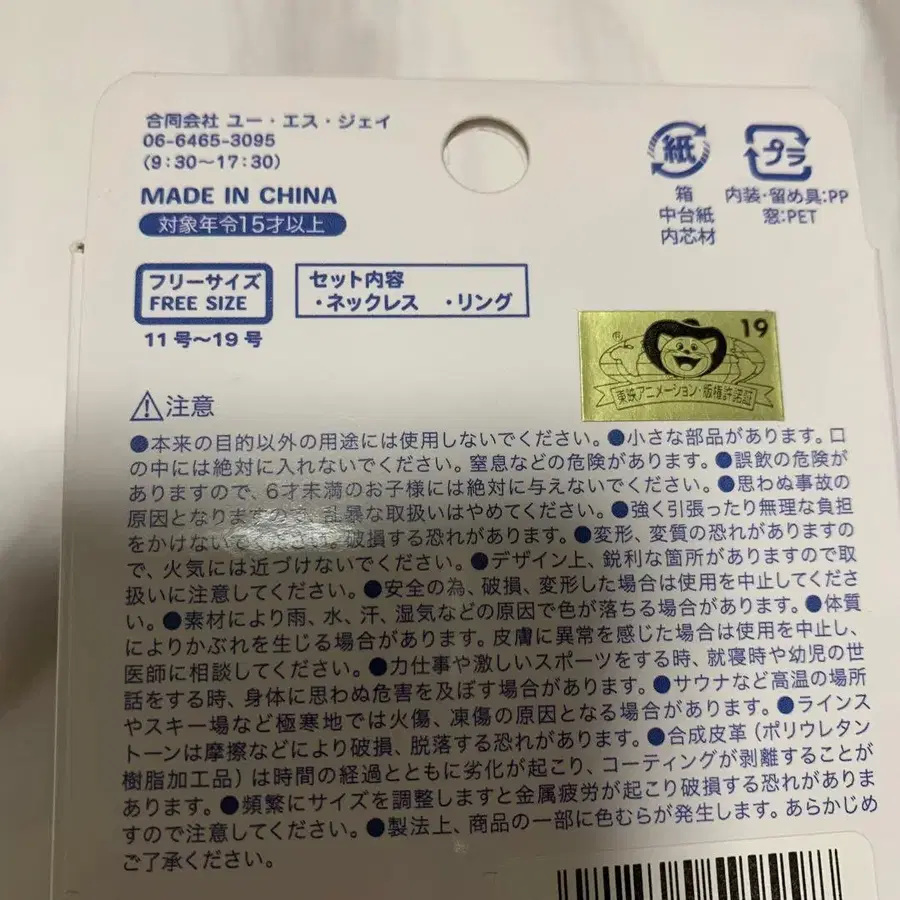 合同会社 ユー・エス・ジェイ
06-6465-3095
(9:30～17:30)
MADE IN CHINA
対象年令15才以上
紙
箱
中台紙
内芯材
プラ
内装・留め具:PP
窓:PET
フリーサイズ
FREE SIZE
11号～19号
セット内容
・ネックレス ・リング
19
東映アニメーション・版権許諾証
⚠注意
●本来の目的以外の用途には使用しないでください。●小さな部品があります。口
の中には絶対に入れないでください。窒息などの危険があります。●誤飲の危険が
ありますので、6才未満のお子様には絶対に与えないでください。●思わぬ事故の
原因となりますので、乱暴な取扱いはやめてください。●強く引張ったり無理な負担
をかけないでください。破損する恐れがあります。●変形、変質の恐れがありますの
で、火気には近づけないでください。●デザイン上、鋭利な箇所がありますので取
扱いに注意してください。●安全の為、破損、変形した場合は使用を中止してくださ
い。●素材により雨、水、汗、湿気などの原因で色が落ちる場合があります。●体質
によりかぶれを生じる場合があります。皮膚に異常を感じた場合は使用を中止し、
医師に相談してください。●力仕事や激しいスポーツをする時、就寝時や幼児の世
話をする時、身体に思わぬ危害を及ぼす場合があります。●サウナなど高温の場所
やスキー場など極寒地では火傷、凍傷の原因となる場合があります。●ラインス
トーンは摩擦などにより破損、脱落する恐れがあります。●合成皮革（ポリウレタン
樹脂加工品）は時間の経過とともに劣化が起こり、コーティングが剥離することが
あります。●頻繁にサイズを調整しますと金属疲労が起こり破損する恐れがありま
すので注意してください。●製法上、商品の一部に色むらが発生します。あらかじめ
ご了承ください。